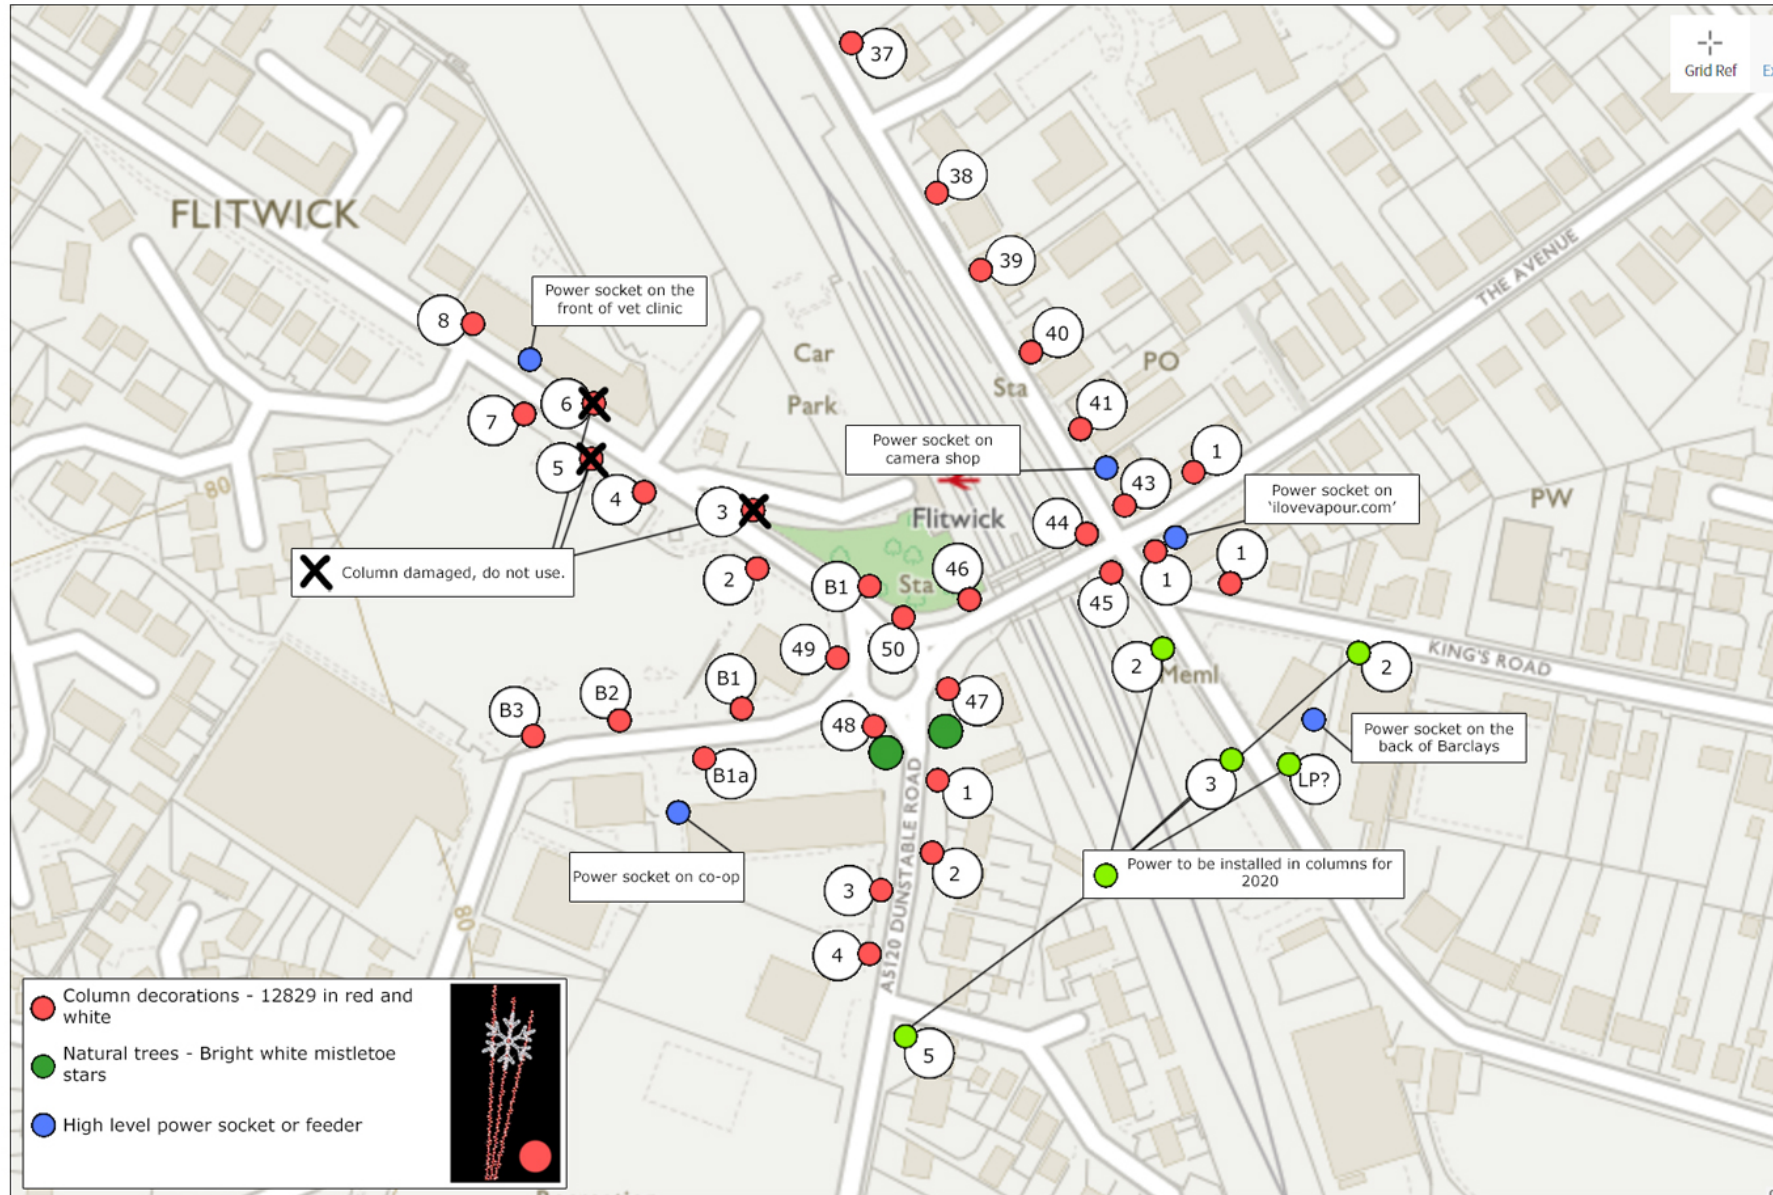 37
Grid Ref
Ex
38
FLITWICK
39
THE AVENUE
Power socket on the
front of vet clinic
8
40
Car
Park
PO
Sta
6
7
41
Power socket on
camera shop
1
5
4
43
80
Power socket on
'ilovevapour.com'
PW
3
44
Flitwick
1
Column damaged, do not use.
2
B1
Sta
46
1
45
49
50
2
Meml
2
KING'S ROAD
B1
B2
B3
47
48
Power socket on the
back of Barclays
B1a
3
LP?
1
A5120 DUNSTABLE ROAD
Power socket on co-op
2
Power to be installed in columns for
2020
3
80
4
5
Column decorations - 12829 in red and
white
Natural trees - Bright white mistletoe
stars
High level power socket or feeder